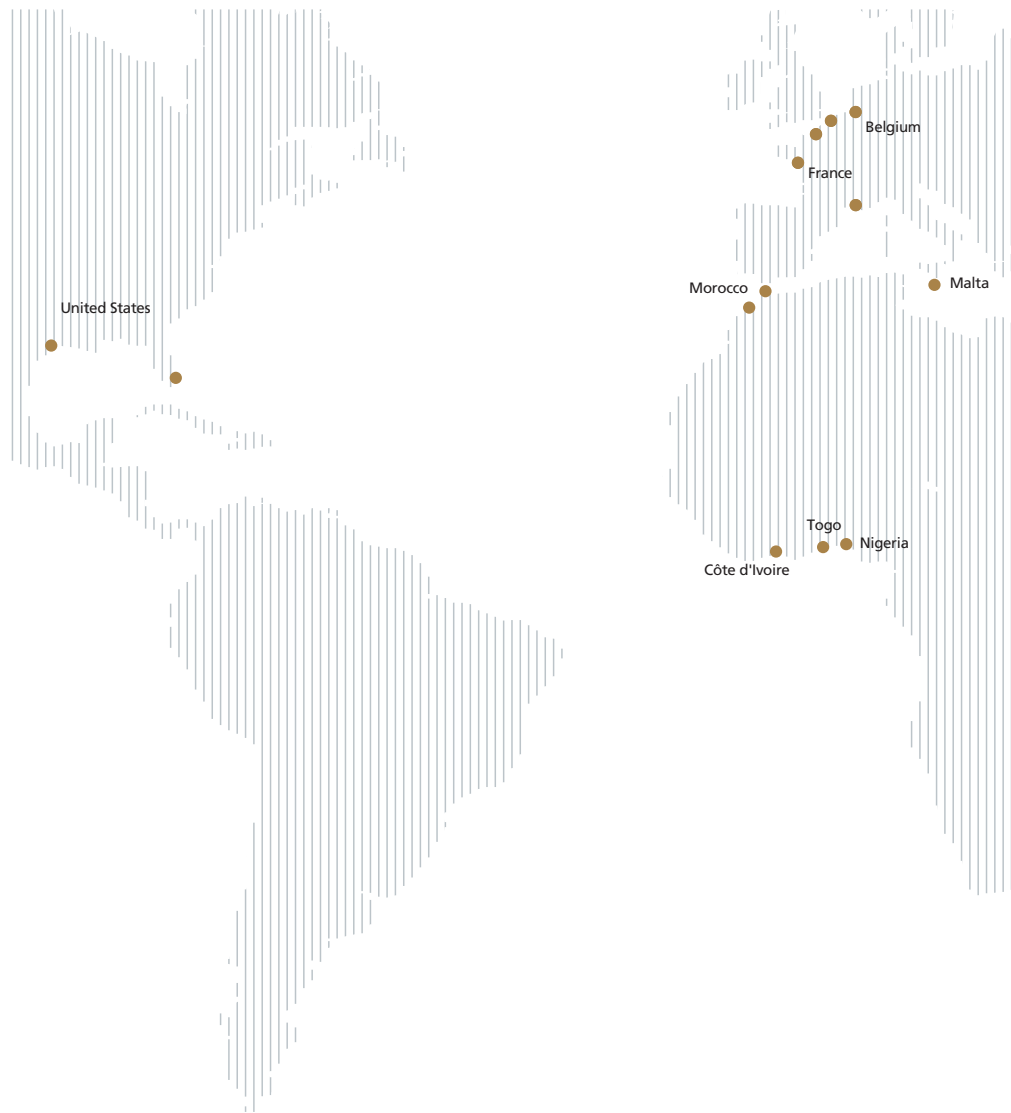 Belgium
France
Morocco
Malta
United States
Togo
Nigeria
Côte d'Ivoire